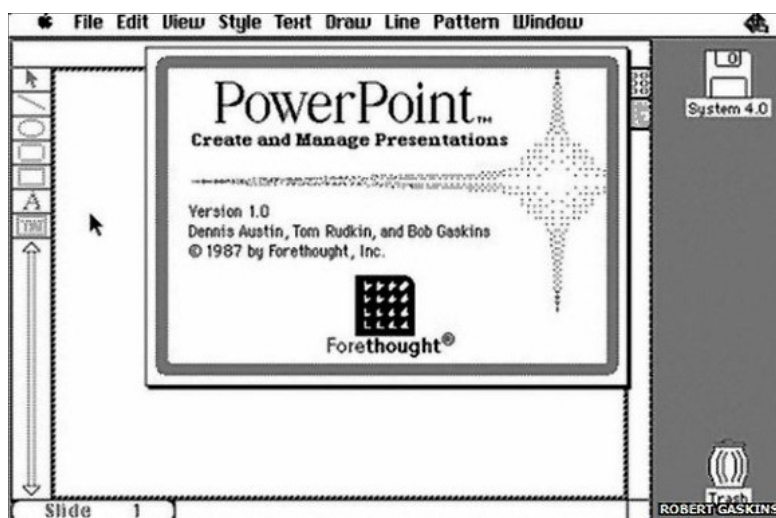 File Edit View Style Text Draw Line Pattern Window
PowerPoint™
Create and Manage Presentations
Version 1.0
Dennis Austin, Tom Rudkin, and Bob Gaskins
© 1987 by Forethought, Inc.
Forethought®
System 4.0
A
Slide 1
Trash
ROBERT GASKINS